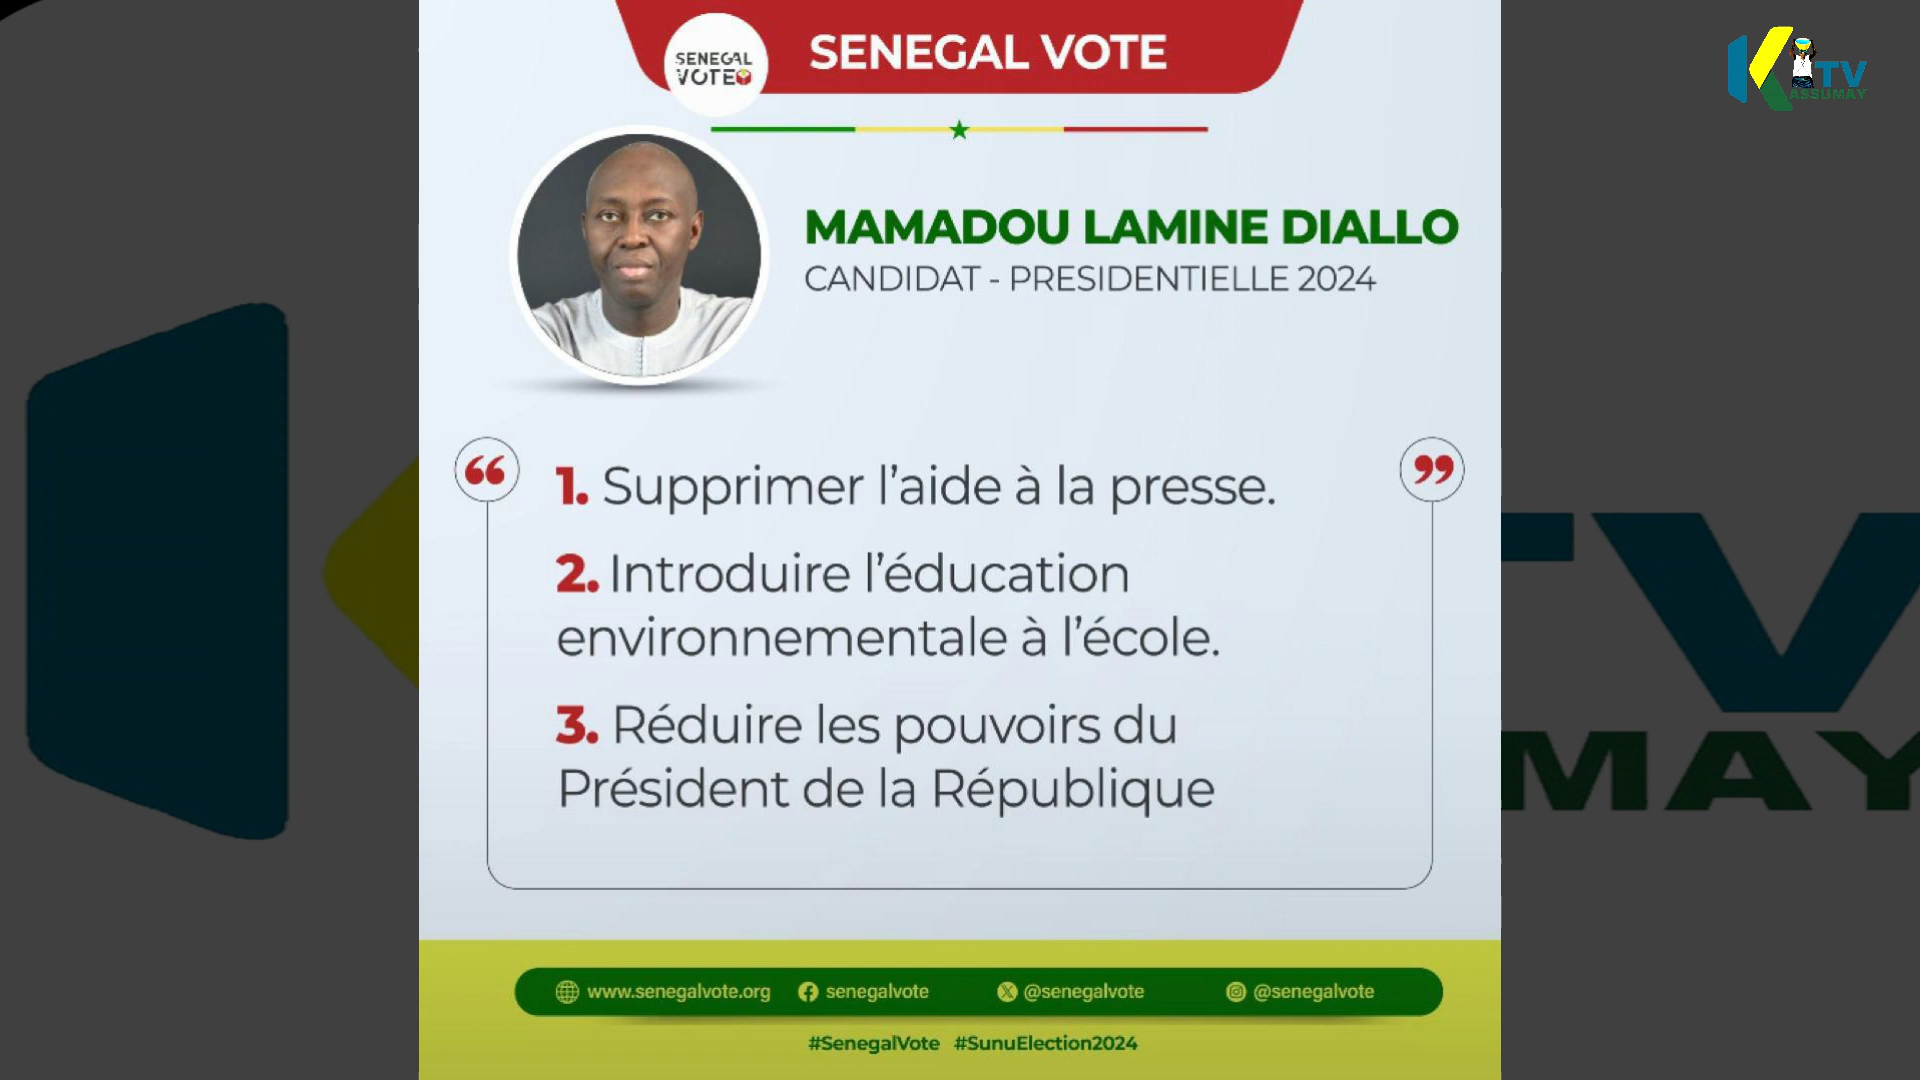 SENEGAL VOTE
SENEGAL
VOTE
K TV
ASSUMAY
MAMADOU LAMINE DIALLO
CANDIDAT - PRESIDENTIELLE 2024
“ ”
1. Supprimer l’aide à la presse.
2. Introduire l’éducation
environnementale à l’école.
3. Réduire les pouvoirs du
Président de la République
TV
MAY
www.senegalvote.org senegalvote @senegalvote @senegalvote
#SenegalVote #SunuElection2024